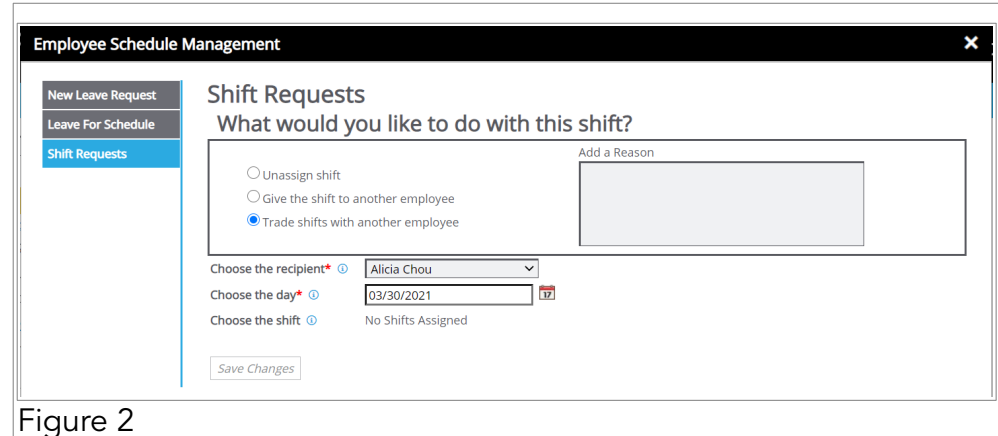 Employee Schedule Management
New Leave Request
Leave For Schedule
Shift Requests
Shift Requests
What would you like to do with this shift?
Unassign shift
Give the shift to another employee
Trade shifts with another employee
Add a Reason
Choose the recipient*
Alicia Chou
Choose the day*
03/30/2021
17
Choose the shift
No Shifts Assigned
Save Changes
Figure 2